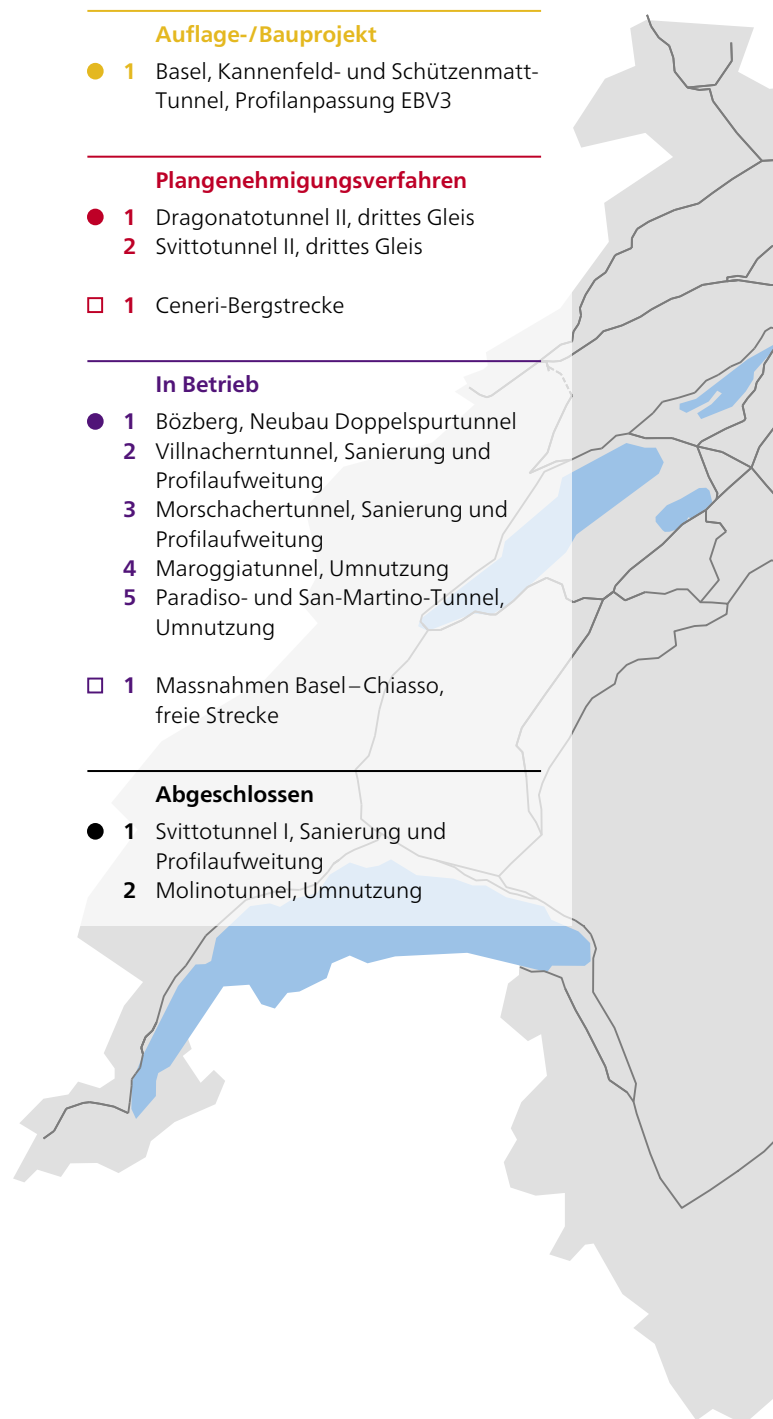 Auflage-/Bauprojekt
1 Basel, Kannenfeld- und Schützenmatt-
Tunnel, Profilanpassung EBV3
Plangenehmigungsverfahren
1 Dragonatotunnel II, drittes Gleis
2 Svittotunnel II, drittes Gleis
1 Ceneri-Bergstrecke
In Betrieb
1 Bözberg, Neubau Doppelspurtunnel
2 Villnacherntunnel, Sanierung und
Profilaufweitung
3 Morschachertunnel, Sanierung und
Profilaufweitung
4 Maroggiatunnel, Umnutzung
5 Paradiso- und San-Martino-Tunnel,
Umnutzung
1 Massnahmen Basel–Chiasso,
freie Strecke
Abgeschlossen
1 Svittotunnel I, Sanierung und
Profilaufweitung
2 Molinotunnel, Umnutzung